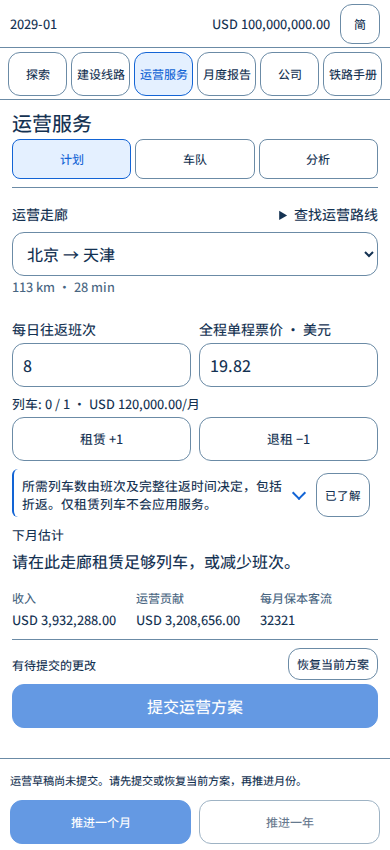 2029-01
USD 100,000,000.00
简
探索
建设线路
运营服务
月度报告
公司
铁路手册
运营服务
计划
车队
分析
运营走廊
▶ 查找运营路线
北京 → 天津
113 km · 28 min
每日往返班次
全程单程票价 · 美元
8
19.82
列车: 0 / 1 · USD 120,000.00/月
租赁 +1
退租 −1
所需列车数由班次及完整往返时间决定，包括
折返。仅租赁列车不会应用服务。
已了解
下月估计
请在此走廊租赁足够列车，或减少班次。
收入
运营贡献
每月保本客流
USD 3,932,288.00
USD 3,208,656.00
32321
有待提交的更改
恢复当前方案
提交运营方案
运营草稿尚未提交。请先提交或恢复当前方案，再推进月份。
推进一个月
推进一年